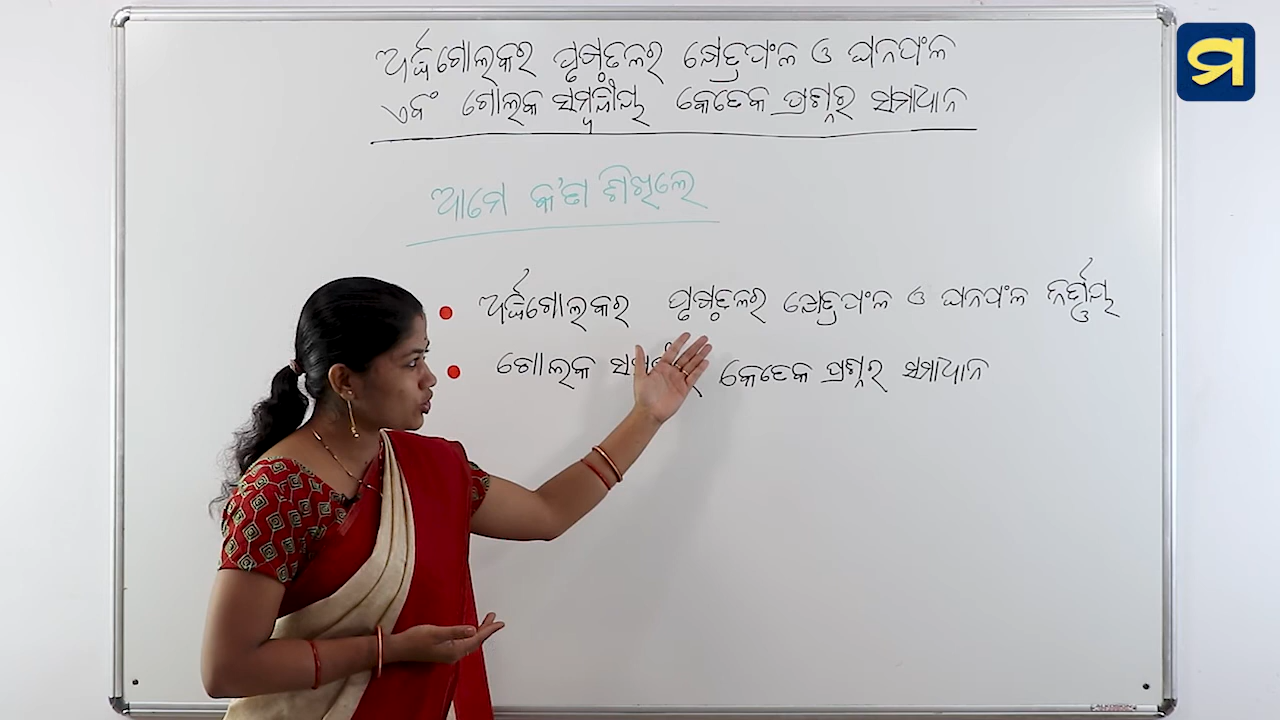 ଅର୍ଦ୍ଧଗୋଲକର ପୃଷ୍ଠତଳର କ୍ଷେତ୍ରଫଳ ଓ ଘନଫଳ
ଏବଂ ଗୋଲକ ସମ୍ବନ୍ଧୀୟ କେତେକ ପ୍ରଶ୍ନର ସମାଧାନ
ମ
ଆମେ କ'ଣ ଶିଖିଲେ
ଅର୍ଦ୍ଧଗୋଲକର ପୃଷ୍ଠତଳର କ୍ଷେତ୍ରଫଳ ଓ ଘନଫଳ ନିର୍ଣ୍ଣୟ
ଗୋଲକ କେତେକ ପ୍ରଶ୍ନର ସମାଧାନ